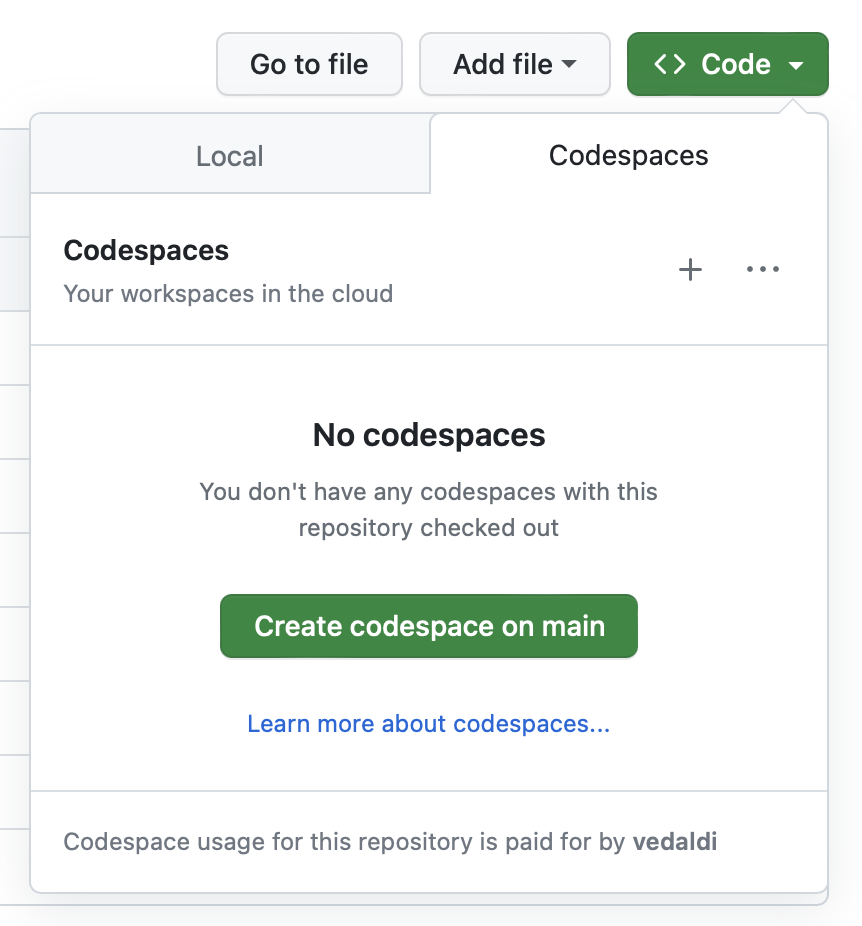 Go to file
Add file
<> Code
Local
Codespaces
Codespaces
Your workspaces in the cloud
No codespaces
You don't have any codespaces with this
repository checked out
Create codespace on main
Learn more about codespaces...
Codespace usage for this repository is paid for by vedaldi